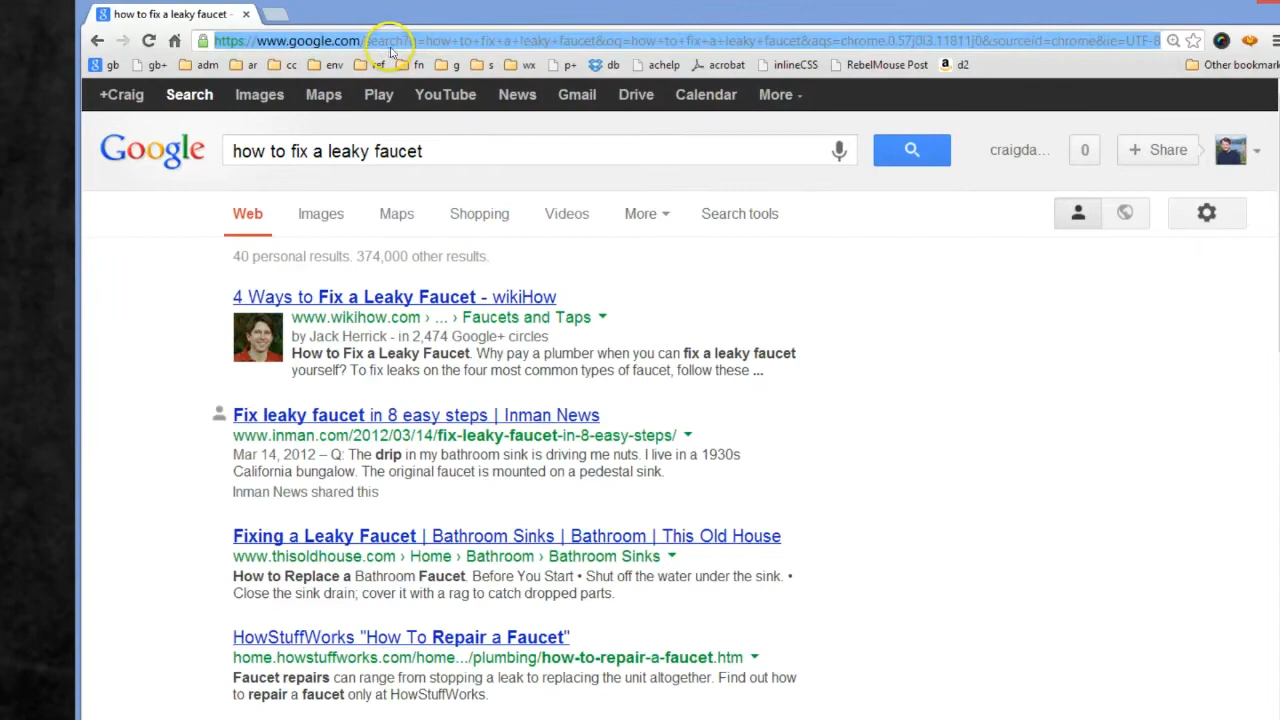 how to fix a leaky faucet -
https://www.google.com/search?q=how+to+fix+a+leaky+faucet&oq=how+to+fix+a+leaky+faucet&aqs=chrome.0.57j0l3.11811j0&sourceid=chrome&ie=UTF-8
gb gb+ adm ar cc env ref fn g s wx p+ db achelp acrobat inlineCSS RebelMouse Post d2 Other bookmark
+Craig Search Images Maps Play YouTube News Gmail Drive Calendar More
Google how to fix a leaky faucet craigda... 0 + Share
Web Images Maps Shopping Videos More Search tools
40 personal results. 374,000 other results.
4 Ways to Fix a Leaky Faucet - wikiHow
www.wikihow.com › ... › Faucets and Taps
by Jack Herrick - in 2,474 Google+ circles
How to Fix a Leaky Faucet. Why pay a plumber when you can fix a leaky faucet
yourself? To fix leaks on the four most common types of faucet, follow these ...
Fix leaky faucet in 8 easy steps | Inman News
www.inman.com/2012/03/14/fix-leaky-faucet-in-8-easy-steps/
Mar 14, 2012 – Q: The drip in my bathroom sink is driving me nuts. I live in a 1930s
California bungalow. The original faucet is mounted on a pedestal sink.
Inman News shared this
Fixing a Leaky Faucet | Bathroom Sinks | Bathroom | This Old House
www.thisoldhouse.com › Home › Bathroom › Bathroom Sinks
How to Replace a Bathroom Faucet. Before You Start • Shut off the water under the sink. •
Close the sink drain; cover it with a rag to catch dropped parts.
HowStuffWorks "How To Repair a Faucet"
home.howstuffworks.com/home.../plumbing/how-to-repair-a-faucet.htm
Faucet repairs can range from stopping a leak to replacing the unit altogether. Find out how
to repair a faucet only at HowStuffWorks.